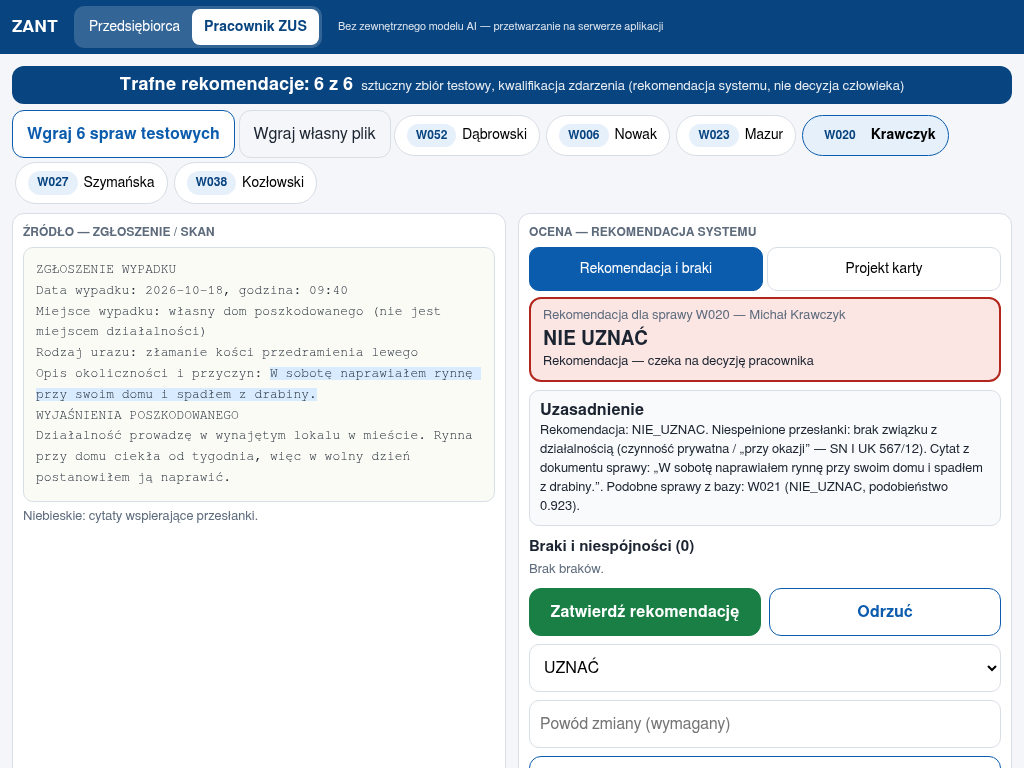 ZANT
Przedsiębiorca
Pracownik ZUS
Bez zewnętrznego modelu AI — przetwarzanie na serwerze aplikacji
Trafne rekomendacje: 6 z 6 sztuczny zbiór testowy, kwalifikacja zdarzenia (rekomendacja systemu, nie decyzja człowieka)
Wgraj 6 spraw testowych
Wgraj własny plik
W052 Dąbrowski
W006 Nowak
W023 Mazur
W020 Krawczyk
W027 Szymańska
W038 Kozłowski
ŹRÓDŁO — ZGŁOSZENIE / SKAN
ZGŁOSZENIE WYPADKU
Data wypadku: 2026-10-18, godzina: 09:40
Miejsce wypadku: własny dom poszkodowanego (nie jest
miejscem działalności)
Rodzaj urazu: złamanie kości przedramienia lewego
Opis okoliczności i przyczyn: W sobotę naprawiałem rynnę
przy swoim domu i spadłem z drabiny.
WYJAŚNIENIA POSZKODOWANEGO
Działalność prowadzę w wynajętym lokalu w mieście. Rynna
przy domu ciekła od tygodnia, więc w wolny dzień
postanowiłem ją naprawić.
Niebieskie: cytaty wspierające przesłanki.
OCENA — REKOMENDACJA SYSTEMU
Rekomendacja i braki
Projekt karty
Rekomendacja dla sprawy W020 — Michał Krawczyk
NIE UZNAĆ
Rekomendacja — czeka na decyzję pracownika
Uzasadnienie
Rekomendacja: NIE_UZNAC. Niespełnione przesłanki: brak związku z
działalnością (czynność prywatna / „przy okazji” — SN I UK 567/12). Cytat z
dokumentu sprawy: „W sobotę naprawiałem rynnę przy swoim domu i spadłem
z drabiny.”. Podobne sprawy z bazy: W021 (NIE_UZNAC, podobieństwo
0.923).
Braki i niespójności (0)
Brak braków.
Zatwierdź rekomendację
Odrzuć
UZNAĆ
Powód zmiany (wymagany)